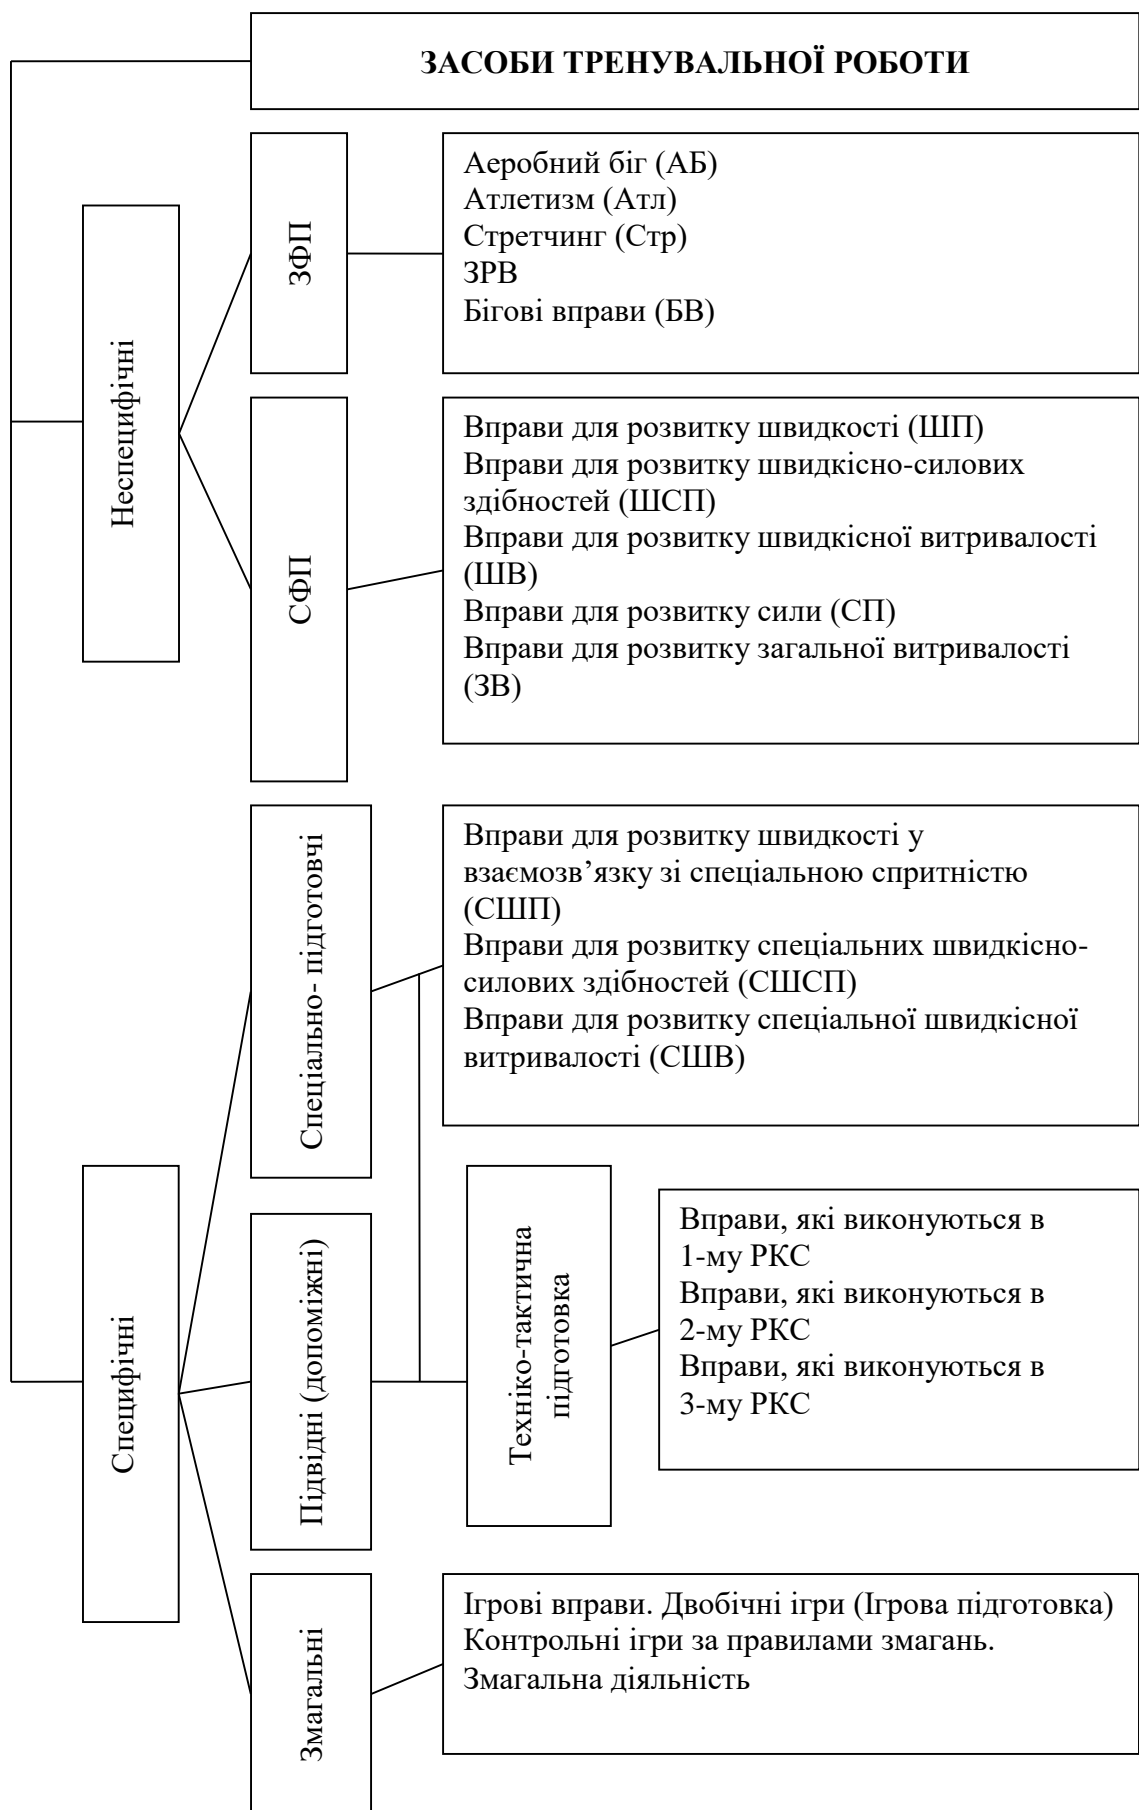 ЗАСОБИ ТРЕНУВАЛЬНОЇ РОБОТИ
Неспецифічні
ЗФП
Аеробний біг (АБ)
Атлетизм (Атл)
Стретчинг (Стр)
ЗРВ
Бігові вправи (БВ)
СФП
Вправи для розвитку швидкості (ШП)
Вправи для розвитку швидкісно-силових
здібностей (ШСП)
Вправи для розвитку швидкісної витривалості
(ШВ)
Вправи для розвитку сили (СП)
Вправи для розвитку загальної витривалості
(ЗВ)
Специфічні
Спеціально- підготовчі
Вправи для розвитку швидкості у
взаємозв’язку зі спеціальною спритністю
(СШП)
Вправи для розвитку спеціальних швидкісно-
силових здібностей (СШСП)
Вправи для розвитку спеціальної швидкісної
витривалості (СШВ)
Підвідні (допоміжні)
Техніко-тактична
підготовка
Вправи, які виконуються в
1-му РКС
Вправи, які виконуються в
2-му РКС
Вправи, які виконуються в
3-му РКС
Змагальні
Ігрові вправи. Двобічні ігри (Ігрова підготовка)
Контрольні ігри за правилами змагань.
Змагальна діяльність